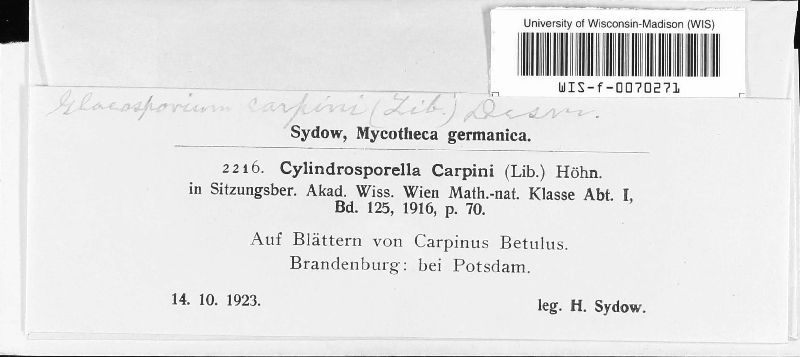 University of Wisconsin-Madison (WIS)
WIS-f-0070271
Gloeosporium carpini (Lib.) Desm.
Sydow, Mycotheca germanica.
2216. Cylindrosporella Carpini (Lib.) Höhn.
in Sitzungsber. Akad. Wiss. Wien Math.-nat. Klasse Abt. I,
Bd. 125, 1916, p. 70.
Auf Blättern von Carpinus Betulus.
Brandenburg: bei Potsdam.
14. 10. 1923.
leg. H. Sydow.